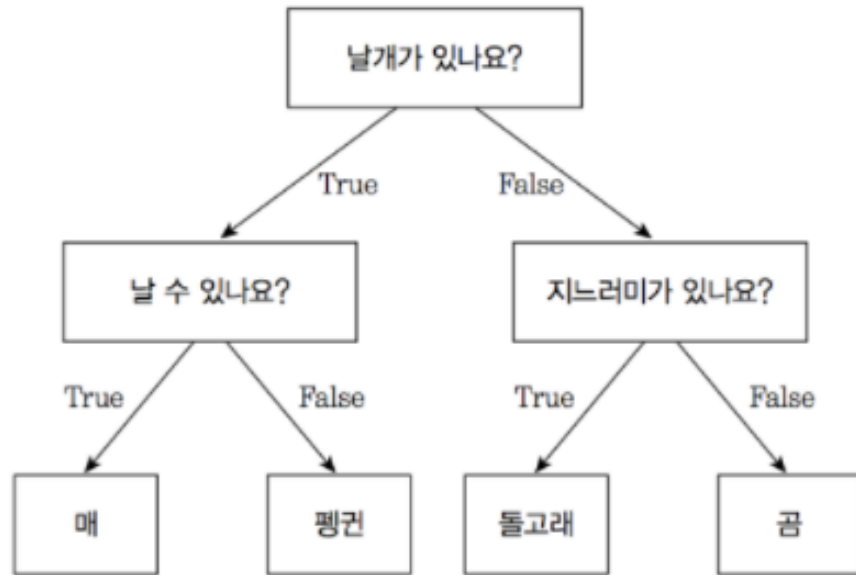 날개가 있나요?
True
False
날 수 있나요?
지느러미가 있나요?
True
False
True
False
매
펭귄
돌고래
곰